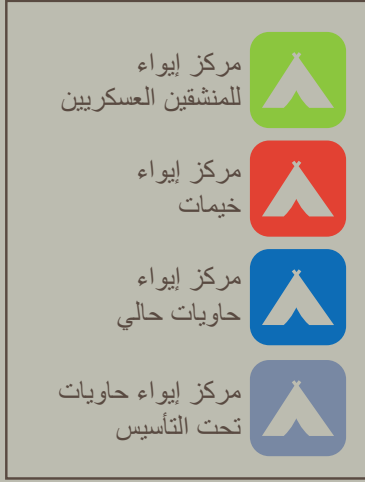 مركز إيواء
للمنشقين العسكريين
مركز إيواء
خيمات
مركز إيواء
حاويات حالي
مركز إيواء حاويات
تحت التأسيس